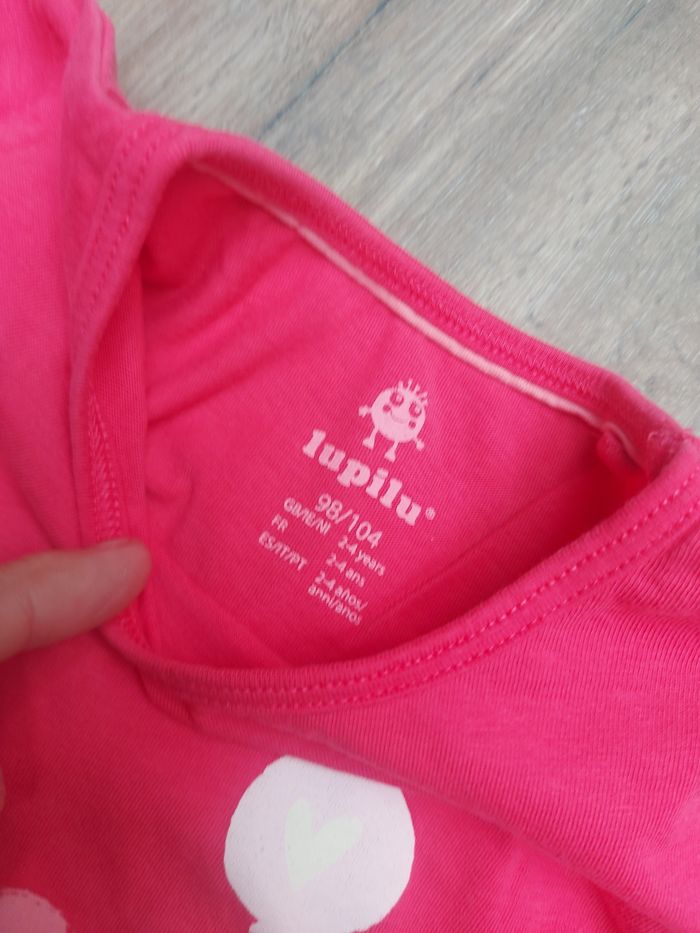 lupilu®
98/104
GB/IE/NI 2-4 years
FR 2-4 ans
ES/IT/PT 2-4 años/
anni/anos